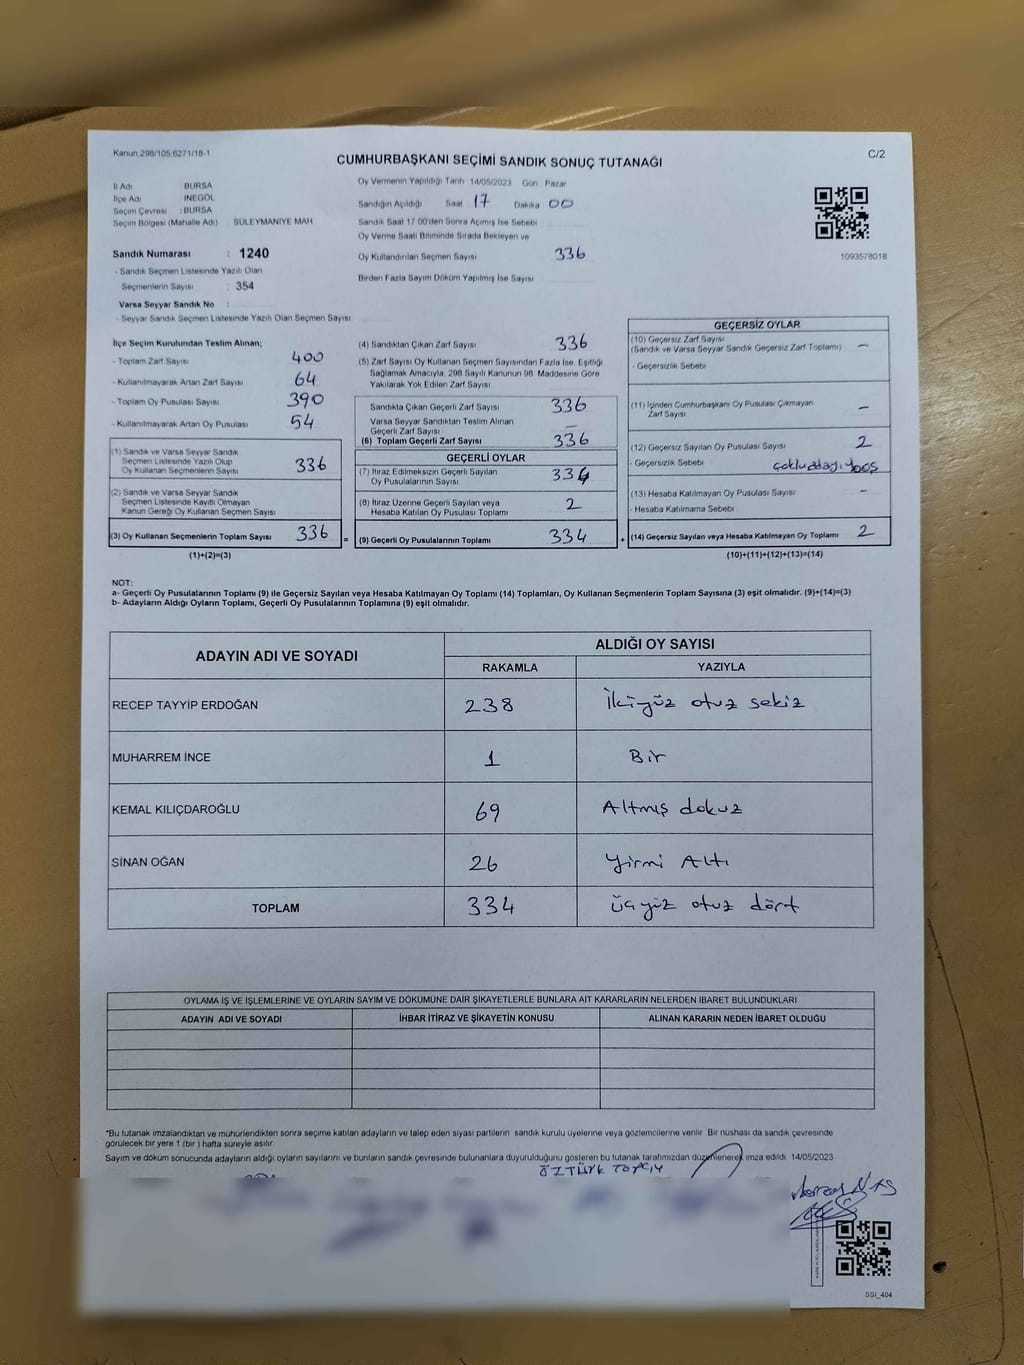 Kanun.298/105,6271/18-1
CUMHURBAŞKANI SEÇİMİ SANDIK SONUÇ TUTANAĞI
C/2
İl Adı BURSA
İlçe Adı İNEGÖL
Seçim Çevresi : BURSA
Seçim Bölgesi (Mahalle Adı) SÜLEYMANİYE MAH.
Sandık Numarası : 1240
- Sandık Seçmen Listesinde Yazılı Olan
Seçmenlerin Sayısı : 354
Varsa Seyyar Sandık No :
- Seyyar Sandık Seçmen Listesinde Yazılı Olan Seçmen Sayısı:
Oy Vermenin Yapıldığı Tarih 14/05/2023 Gün Pazar
Sandığın Açıldığı Saat 17 Dakika 00
Sandık Saat 17.00'den Sonra Açılmış İse Sebebi
Oy Verme Saati Bitiminde Sırada Bekleyen ve
Oy Kullandırılan Seçmen Sayısı 336
Birden Fazla Sayım Döküm Yapılmış İse Sayısı
1093578018
İlçe Seçim Kurulundan Teslim Alınan;
- Toplam Zarf Sayısı 400
- Kullanılmayarak Artan Zarf Sayısı 64
- Toplam Oy Pusulası Sayısı 390
- Kullanılmayarak Artan Oy Pusulası 54
(1) Sandık ve Varsa Seyyar Sandık
Seçmen Listesinde Yazılı Olup
Oy Kullanan Seçmenlerin Sayısı 336
(2) Sandık ve Varsa Seyyar Sandık
Seçmen Listesinde Kayıtlı Olmayan
Kanun Gereği Oy Kullanan Seçmen Sayısı
(3) Oy Kullanan Seçmenlerin Toplam Sayısı 336 =
(1)+(2)=(3)
(4) Sandıktan Çıkan Zarf Sayısı 336
(5) Zarf Sayısı Oy Kullanan Seçmen Sayısından Fazla İse, Eşitliği
Sağlamak Amacıyla, 298 Sayılı Kanunun 98. Maddesine Göre
Yakılarak Yok Edilen Zarf Sayısı
Sandıkta Çıkan Geçerli Zarf Sayısı 336
Varsa Seyyar Sandıktan Teslim Alınan
Geçerli Zarf Sayısı –
(6) Toplam Geçerli Zarf Sayısı 336
GEÇERLİ OYLAR
(7) İtiraz Edilmeksizin Geçerli Sayılan
Oy Pusulalarının Sayısı 334
(8) İtiraz Üzerine Geçerli Sayılan veya
Hesaba Katılan Oy Pusulası Toplamı 2
(9) Geçerli Oy Pusulalarının Toplamı 334 +
GEÇERSİZ OYLAR
(10) Geçersiz Zarf Sayısı
(Sandık ve Varsa Seyyar Sandık Geçersiz Zarf Toplamı) –
- Geçersizlik Sebebi
(11) İçinden Cumhurbaşkanı Oy Pusulası Çıkmayan
Zarf Sayısı –
(12) Geçersiz Sayılan Oy Pusulası Sayısı 2
- Geçersizlik Sebebi
(13) Hesaba Katılmayan Oy Pusulası Sayısı –
- Hesaba Katılmama Sebebi
(14) Geçersiz Sayılan veya Hesaba Katılmayan Oy Toplamı 2
(10)+(11)+(12)+(13)=(14)
NOT:
a- Geçerli Oy Pusulalarının Toplamı (9) ile Geçersiz Sayılan veya Hesaba Katılmayan Oy Toplamı (14) Toplamları, Oy Kullanan Seçmenlerin Toplam Sayısına (3) eşit olmalıdır. (9)+(14)=(3)
b- Adayların Aldığı Oyların Toplamı, Geçerli Oy Pusulalarının Toplamına (9) eşit olmalıdır.
ADAYIN ADI VE SOYADI ALDIĞI OY SAYISI
RAKAMLA YAZIYLA
RECEP TAYYİP ERDOĞAN 238 İkiyüz otuz sekiz
MUHARREM İNCE 1 Bir
KEMAL KILIÇDAROĞLU 69 Altmış dokuz
SİNAN OĞAN 26 Yirmi Altı
TOPLAM 334 Üçyüz otuz dört
OYLAMA İŞ VE İŞLEMLERİNE VE OYLARIN SAYIM VE DÖKÜMÜNE DAİR ŞİKAYETLERLE BUNLARA AİT KARARLARIN NELERDEN İBARET BULUNDUKLARI
ADAYIN ADI VE SOYADI İHBAR İTİRAZ VE ŞİKAYETİN KONUSU ALINAN KARARIN NEDEN İBARET OLDUĞU
*Bu tutanak imzalandıktan ve mühürlendikten sonra seçime katılan adayların ve talep eden siyasi partilerin sandık kurulu üyelerine veya gözlemcilerine verilir. Bir nüshası da sandık çevresinde
görülecek bir yere 1 (bir) hafta süreyle asılır.
Sayım ve döküm sonucunda adayların aldığı oyların sayılarını ve bunların sandık çevresinde bulunanlara duyurulduğunu gösteren bu tutanak tarafımızdan düzenlenerek imza edildi. 14/05/2023
ÖZTÜRK TOPÇU
SSI_404